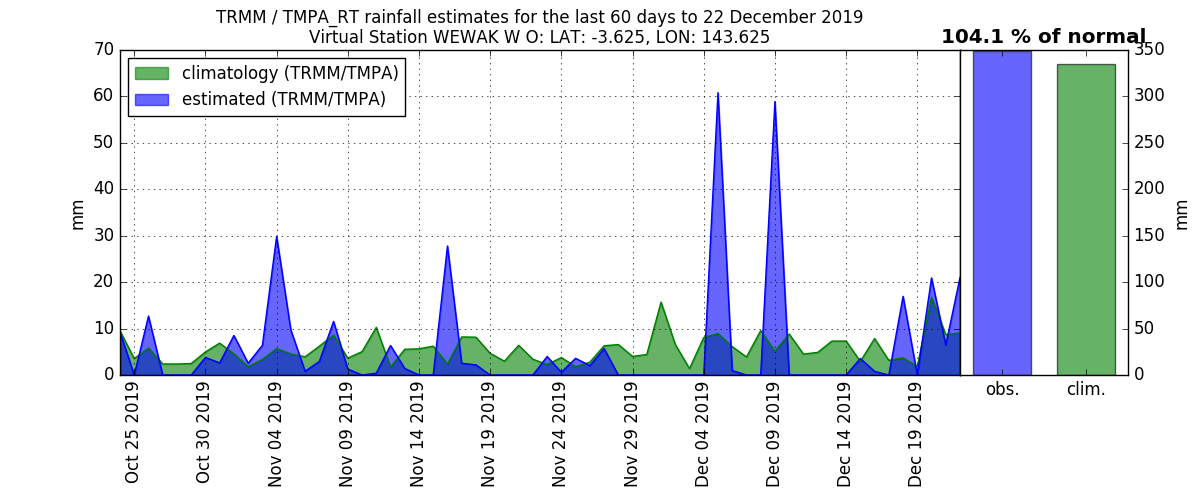 TRMM / TMPA_RT rainfall estimates for the last 60 days to 22 December 2019
Virtual Station WEWAK W O: LAT: -3.625, LON: 143.625
104.1 % of normal
climatology (TRMM/TMPA)
estimated (TRMM/TMPA)
70
60
50
40
30
20
10
0
mm
350
300
250
200
150
100
50
0
mm
Oct 25 2019
Oct 30 2019
Nov 04 2019
Nov 09 2019
Nov 14 2019
Nov 19 2019
Nov 24 2019
Nov 29 2019
Dec 04 2019
Dec 09 2019
Dec 14 2019
Dec 19 2019
obs.
clim.